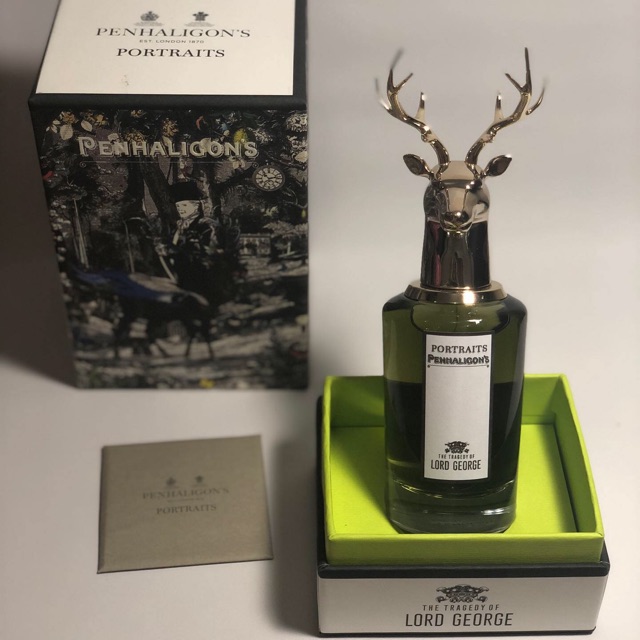 PENHALIGON'S
EST. LONDON 1870
PORTRAITS
PENHALIGON'S
PORTRAITS
PENHALIGON'S
THE TRAGEDY OF
LORD GEORGE
PENHALIGON'S
PORTRAITS
THE TRAGEDY OF
LORD GEORGE